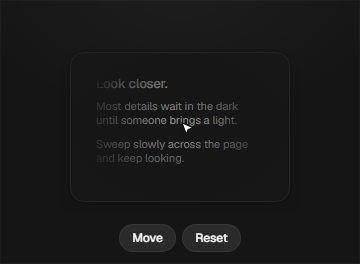 Look closer.
Most details wait in the dark
until someone brings a light.
Sweep slowly across the page
and keep looking.
Move
Reset